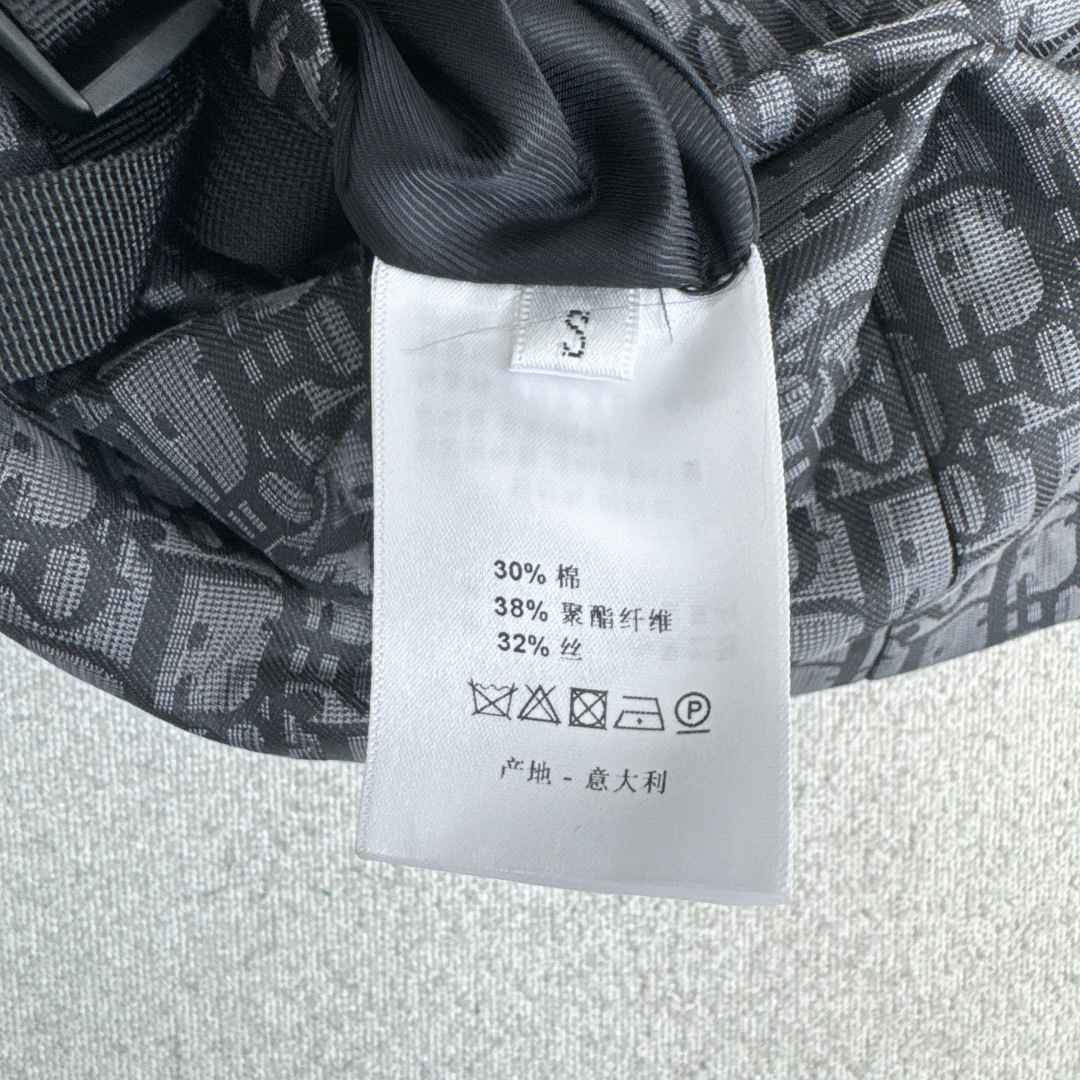 S
30% 棉
38% 聚酯纤维
32% 丝
P
产地 - 意大利